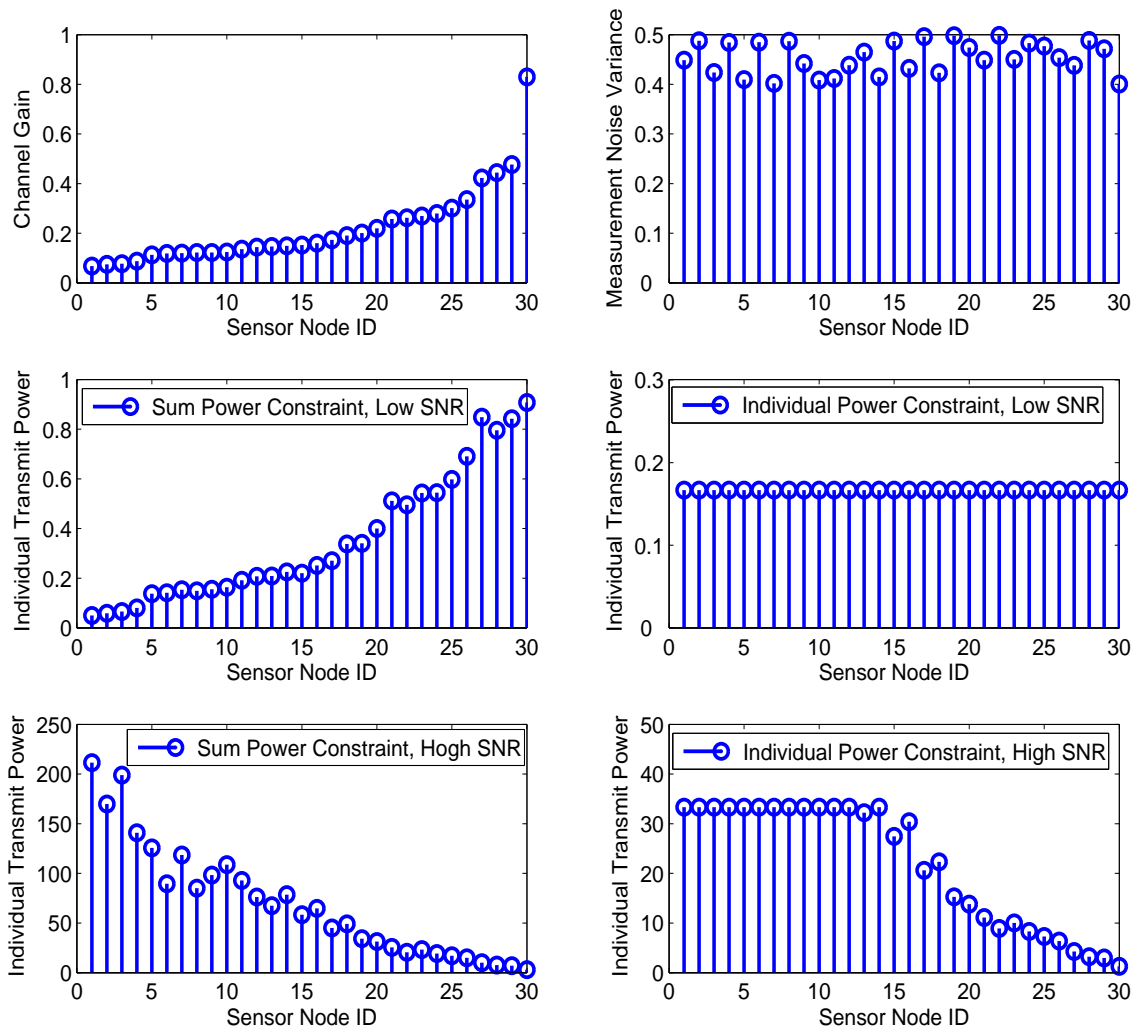 1
0.8
0.6
0.4
0.2
0
Channel Gain
0 5 10 15 20 25 30
Sensor Node ID
0.5
0.4
0.3
0.2
0.1
0
Measurement Noise Variance
0 5 10 15 20 25 30
Sensor Node ID
1
0.8
0.6
0.4
0.2
0
Individual Transmit Power
Sum Power Constraint, Low SNR
0 5 10 15 20 25 30
Sensor Node ID
0.3
0.2
0.1
0
Individual Transmit Power
Individual Power Constraint, Low SNR
0 5 10 15 20 25 30
Sensor Node ID
250
200
150
100
50
0
Individual Transmit Power
Sum Power Constraint, Hogh SNR
0 5 10 15 20 25 30
Sensor Node ID
50
40
30
20
10
0
Individual Transmit Power
Individual Power Constraint, High SNR
0 5 10 15 20 25 30
Sensor Node ID